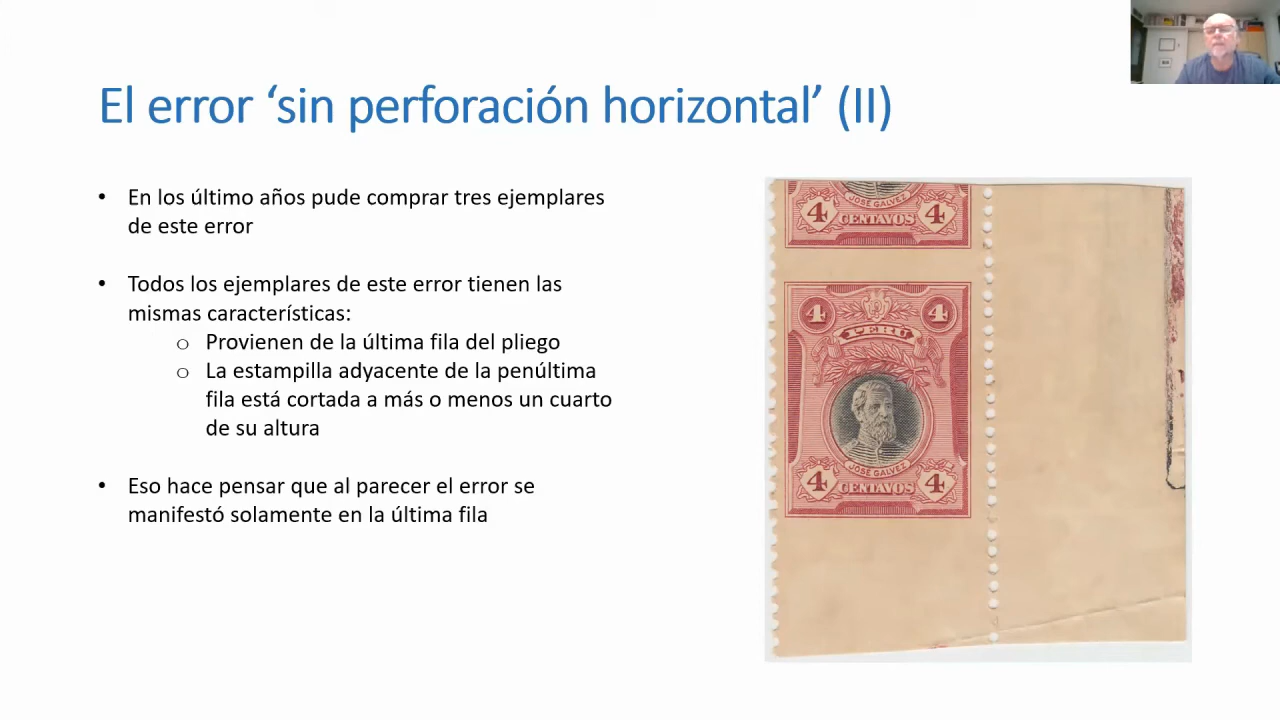 El error ‘sin perforación horizontal’ (II)
• En los último años pude comprar tres ejemplares
de este error
• Todos los ejemplares de este error tienen las
mismas características:
o Provienen de la última fila del pliego
o La estampilla adyacente de la penúltima
fila está cortada a más o menos un cuarto
de su altura
• Eso hace pensar que al parecer el error se
manifestó solamente en la última fila
JOSE GALVEZ
4 CENTAVOS 4
4 4
PERÚ
JOSE GALVEZ
4 CENTAVOS 4